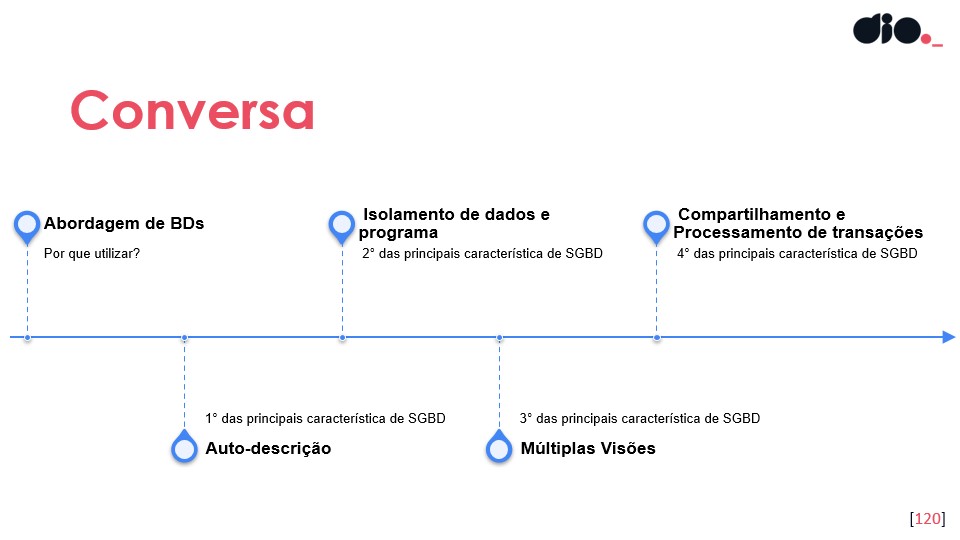 dio._
Conversa
Abordagem de BDs
Por que utilizar?
Isolamento de dados e
programa
2° das principais característica de SGBD
Compartilhamento e
Processamento de transações
4° das principais característica de SGBD
1° das principais característica de SGBD
Auto-descrição
3° das principais característica de SGBD
Múltiplas Visões
[120]